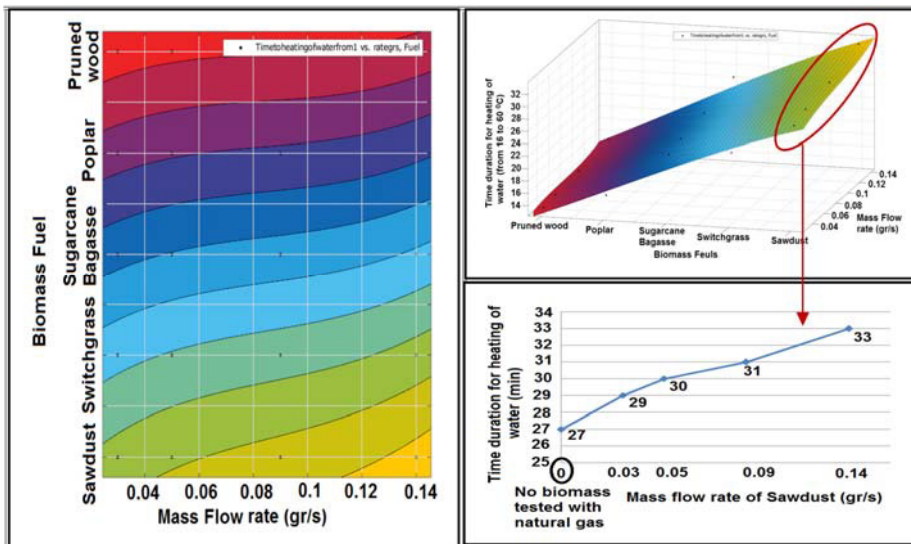 Timetoheatingofwaterfrom1 vs. rategrs, Fuel
Biomass Fuel
Pruned
wood
Poplar
Sugarcane
Bagasse
Switchgrass
Sawdust
0.04 0.06 0.08 0.1 0.12 0.14
Mass Flow rate (gr/s)
Timetoheatingofwaterfrom1 vs. rategrs, Fuel
Time duration for heating of
water (from 16 to 60 ºC)
32
30
28
26
24
22
20
18
16
14
Pruned wood
Poplar
Sugarcane
Bagasse
Switchgrass
Sawdust
Biomass Feuls
0.14
0.12
0.1
0.08
0.06
0.04
Mass Flow
rate (gr/s)
Time duration for heating of
water (min)
33
34
31
30
29
28
27
26
25
27
29
30
31
33
0 0.03 0.05 0.09 0.14
No biomass
tested with
natural gas
Mass flow rate of Sawdust (gr/s)